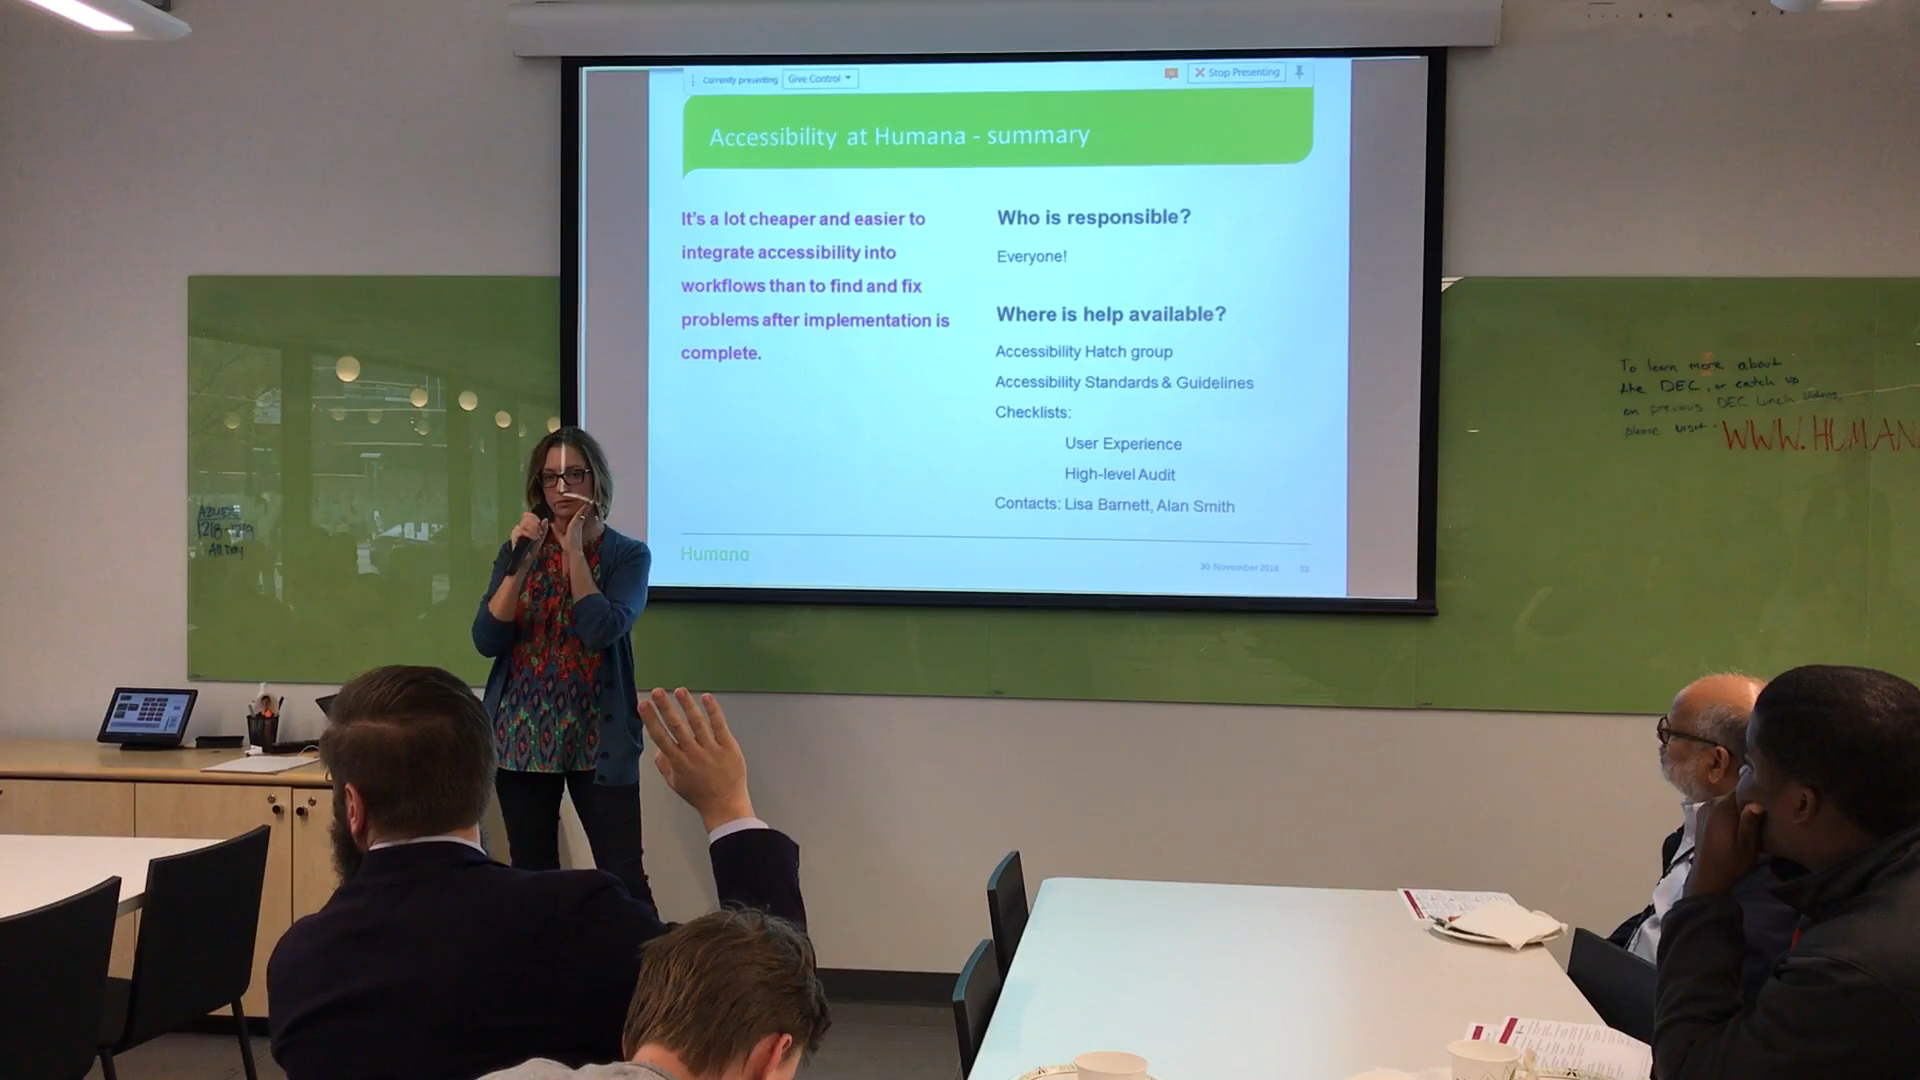 Currently presenting
Give Control
Stop Presenting
Accessibility at Humana - summary
It's a lot cheaper and easier to
integrate accessibility into
workflows than to find and fix
problems after implementation is
complete.
Who is responsible?
Everyone!
Where is help available?
Accessibility Hatch group
Accessibility Standards & Guidelines
Checklists:
User Experience
High-level Audit
Contacts: Lisa Barnett, Alan Smith
Humana
30 November 2016
To learn more about
the DEC, or catch up
on previous DEC Lunch Videos,
please visit -
WWW.HUMAN
All Day